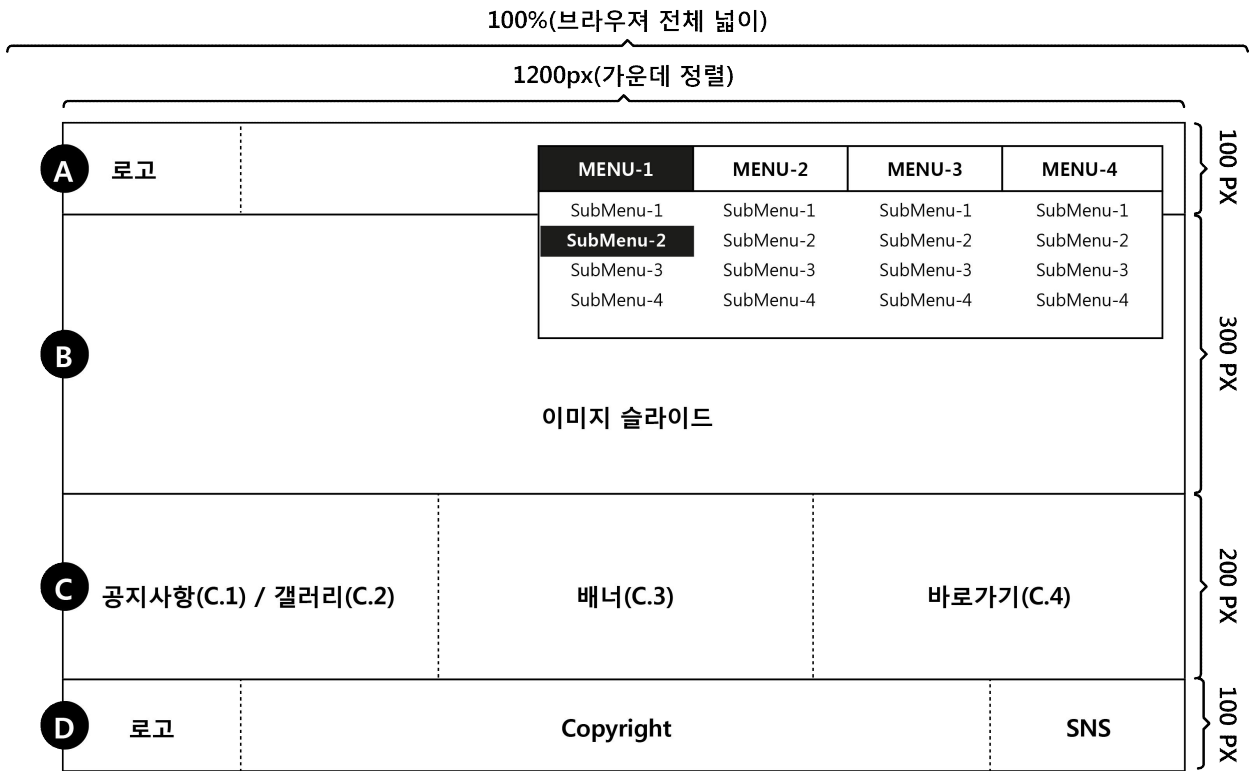 100%(브라우져 전체 넓이)
1200px(가운데 정렬)
A
로고
MENU-1 MENU-2 MENU-3 MENU-4
100 PX
SubMenu-1 SubMenu-1 SubMenu-1 SubMenu-1
SubMenu-2 SubMenu-2 SubMenu-2 SubMenu-2
SubMenu-3 SubMenu-3 SubMenu-3 SubMenu-3
SubMenu-4 SubMenu-4 SubMenu-4 SubMenu-4
B
300 PX
이미지 슬라이드
C
공지사항(C.1) / 갤러리(C.2) 배너(C.3) 바로가기(C.4)
200 PX
D
로고 Copyright SNS
100 PX